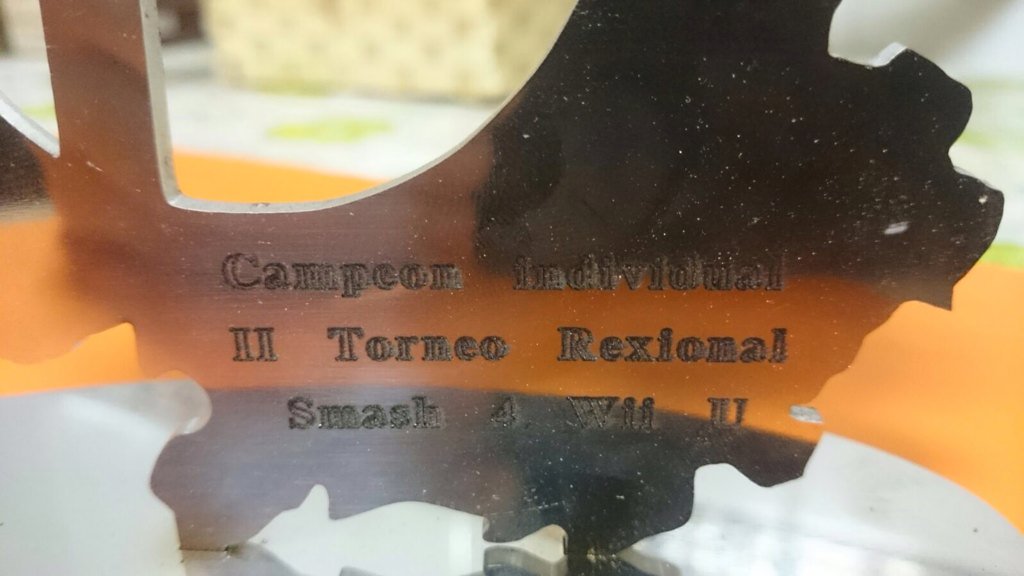 Campeon individual
II Torneo Rexional
Smash 4 Wii U